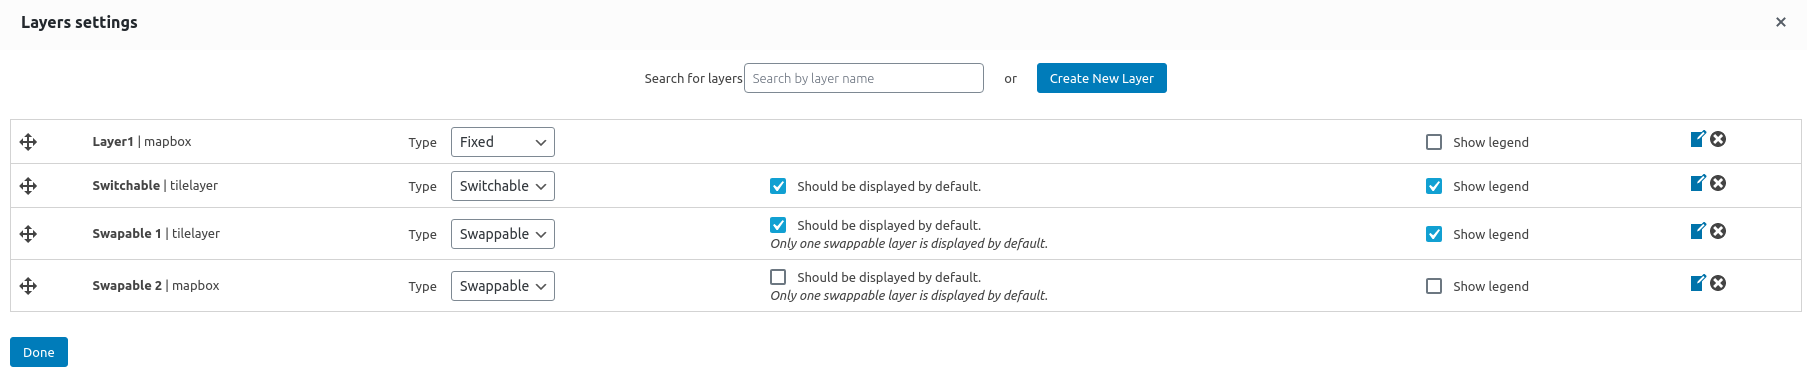 Layers settings
Search for layers Search by layer name or Create New Layer
Layer1 | mapbox Type Fixed Show legend
Switchable | tilelayer Type Switchable Should be displayed by default. Show legend
Swapable 1 | tilelayer Type Swappable Should be displayed by default. Show legend
Only one swappable layer is displayed by default.
Swapable 2 | mapbox Type Swappable Should be displayed by default. Show legend
Only one swappable layer is displayed by default.
Done